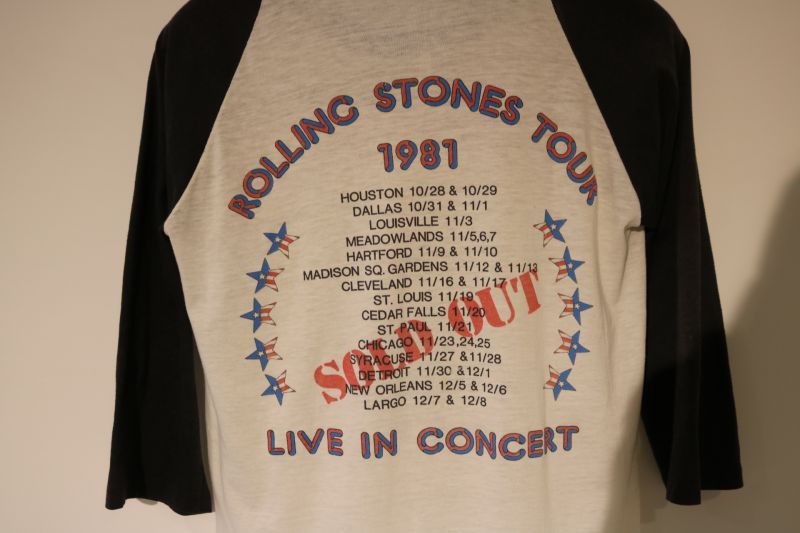 ROLLING STONES TOUR
1981
HOUSTON 10/28 & 10/29
DALLAS 10/31 & 11/1
LOUISVILLE 11/3
MEADOWLANDS 11/5,6,7
HARTFORD 11/9 & 11/10
MADISON SQ. GARDENS 11/12 & 11/13
CLEVELAND 11/16 & 11/17
ST. LOUIS 11/19
CEDAR FALLS 11/20
ST. PAUL 11/21
CHICAGO 11/23,24,25
SYRACUSE 11/27 & 11/28
DETROIT 11/30 & 12/1
NEW ORLEANS 12/5 & 12/6
LARGO 12/7 & 12/8
SOLD OUT
LIVE IN CONCERT